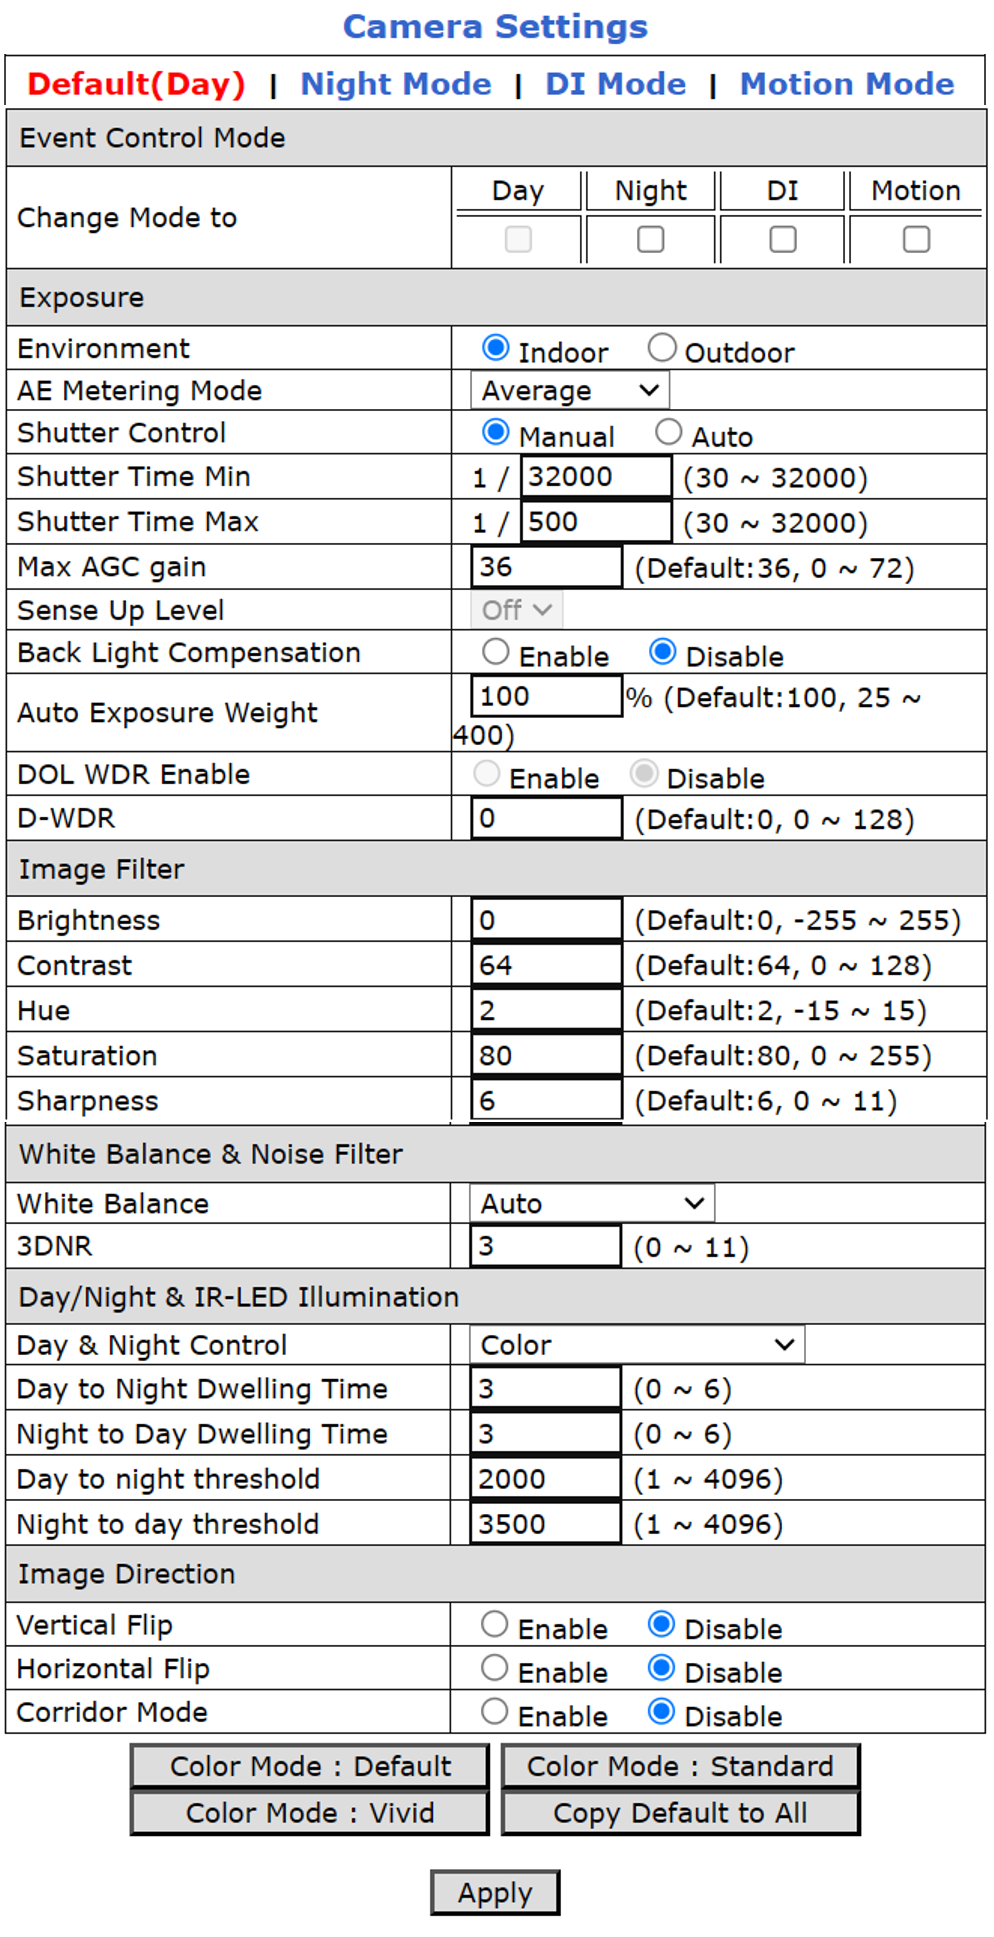 Camera Settings
Default(Day) | Night Mode | DI Mode | Motion Mode
Event Control Mode
Change Mode to
Day Night DI Motion
Exposure
Environment Indoor Outdoor
AE Metering Mode Average
Shutter Control Manual Auto
Shutter Time Min 1 / 32000 (30 ~ 32000)
Shutter Time Max 1 / 500 (30 ~ 32000)
Max AGC gain 36 (Default:36, 0 ~ 72)
Sense Up Level Off
Back Light Compensation Enable Disable
Auto Exposure Weight 100 % (Default:100, 25 ~
400)
DOL WDR Enable Enable Disable
D-WDR 0 (Default:0, 0 ~ 128)
Image Filter
Brightness 0 (Default:0, -255 ~ 255)
Contrast 64 (Default:64, 0 ~ 128)
Hue 2 (Default:2, -15 ~ 15)
Saturation 80 (Default:80, 0 ~ 255)
Sharpness 6 (Default:6, 0 ~ 11)
White Balance & Noise Filter
White Balance Auto
3DNR 3 (0 ~ 11)
Day/Night & IR-LED Illumination
Day & Night Control Color
Day to Night Dwelling Time 3 (0 ~ 6)
Night to Day Dwelling Time 3 (0 ~ 6)
Day to night threshold 2000 (1 ~ 4096)
Night to day threshold 3500 (1 ~ 4096)
Image Direction
Vertical Flip Enable Disable
Horizontal Flip Enable Disable
Corridor Mode Enable Disable
Color Mode : Default Color Mode : Standard
Color Mode : Vivid Copy Default to All
Apply